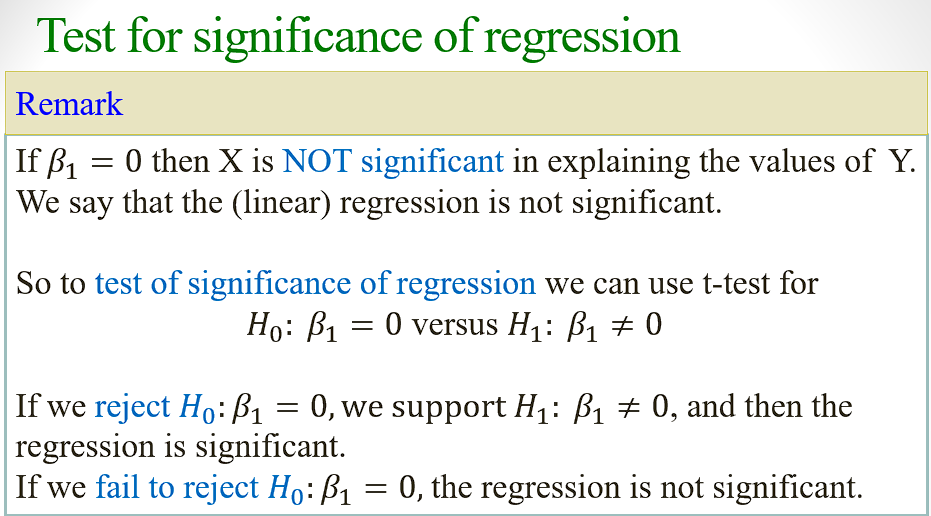 Test for significance of regression
Remark
If β₁ = 0 then X is NOT significant in explaining the values of Y.
We say that the (linear) regression is not significant.
So to test of significance of regression we can use t-test for
H₀: β₁ = 0 versus H₁: β₁ ≠ 0
If we reject H₀: β₁ = 0, we support H₁: β₁ ≠ 0, and then the
regression is significant.
If we fail to reject H₀: β₁ = 0, the regression is not significant.